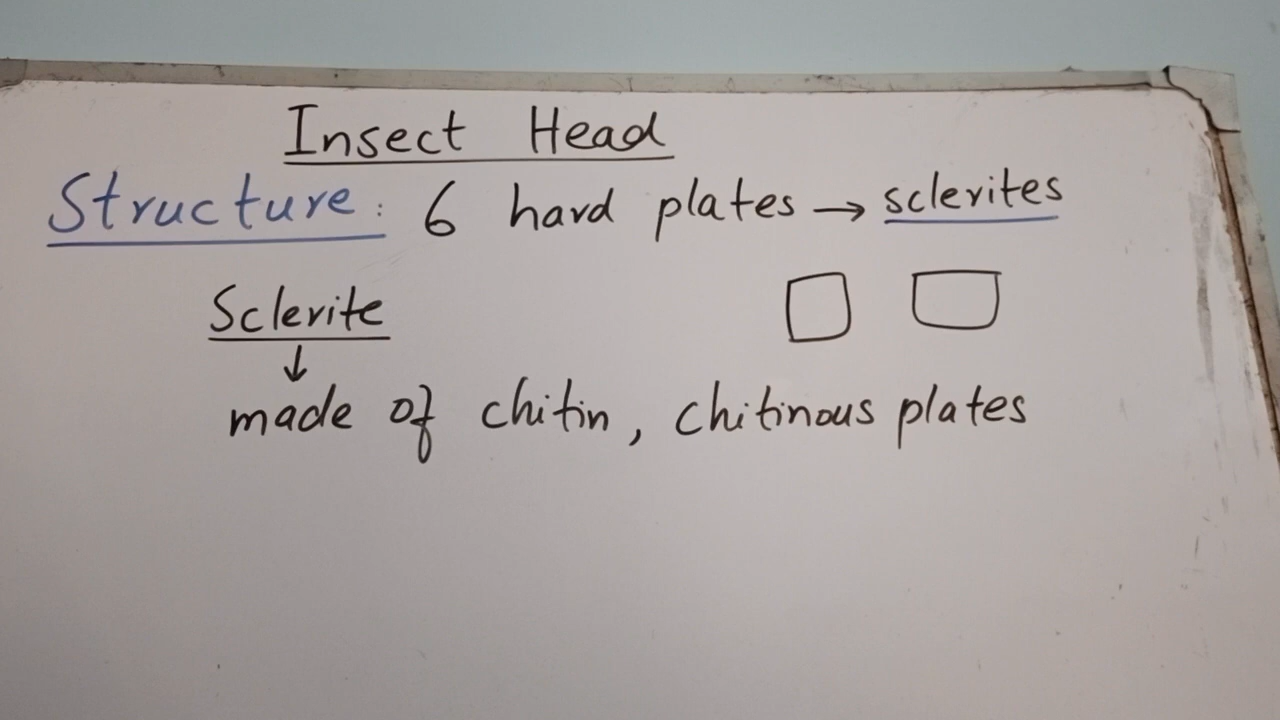 Insect Head
Structure: 6 hard plates → sclerites
Sclerite
↓
made of chitin, chitinous plates